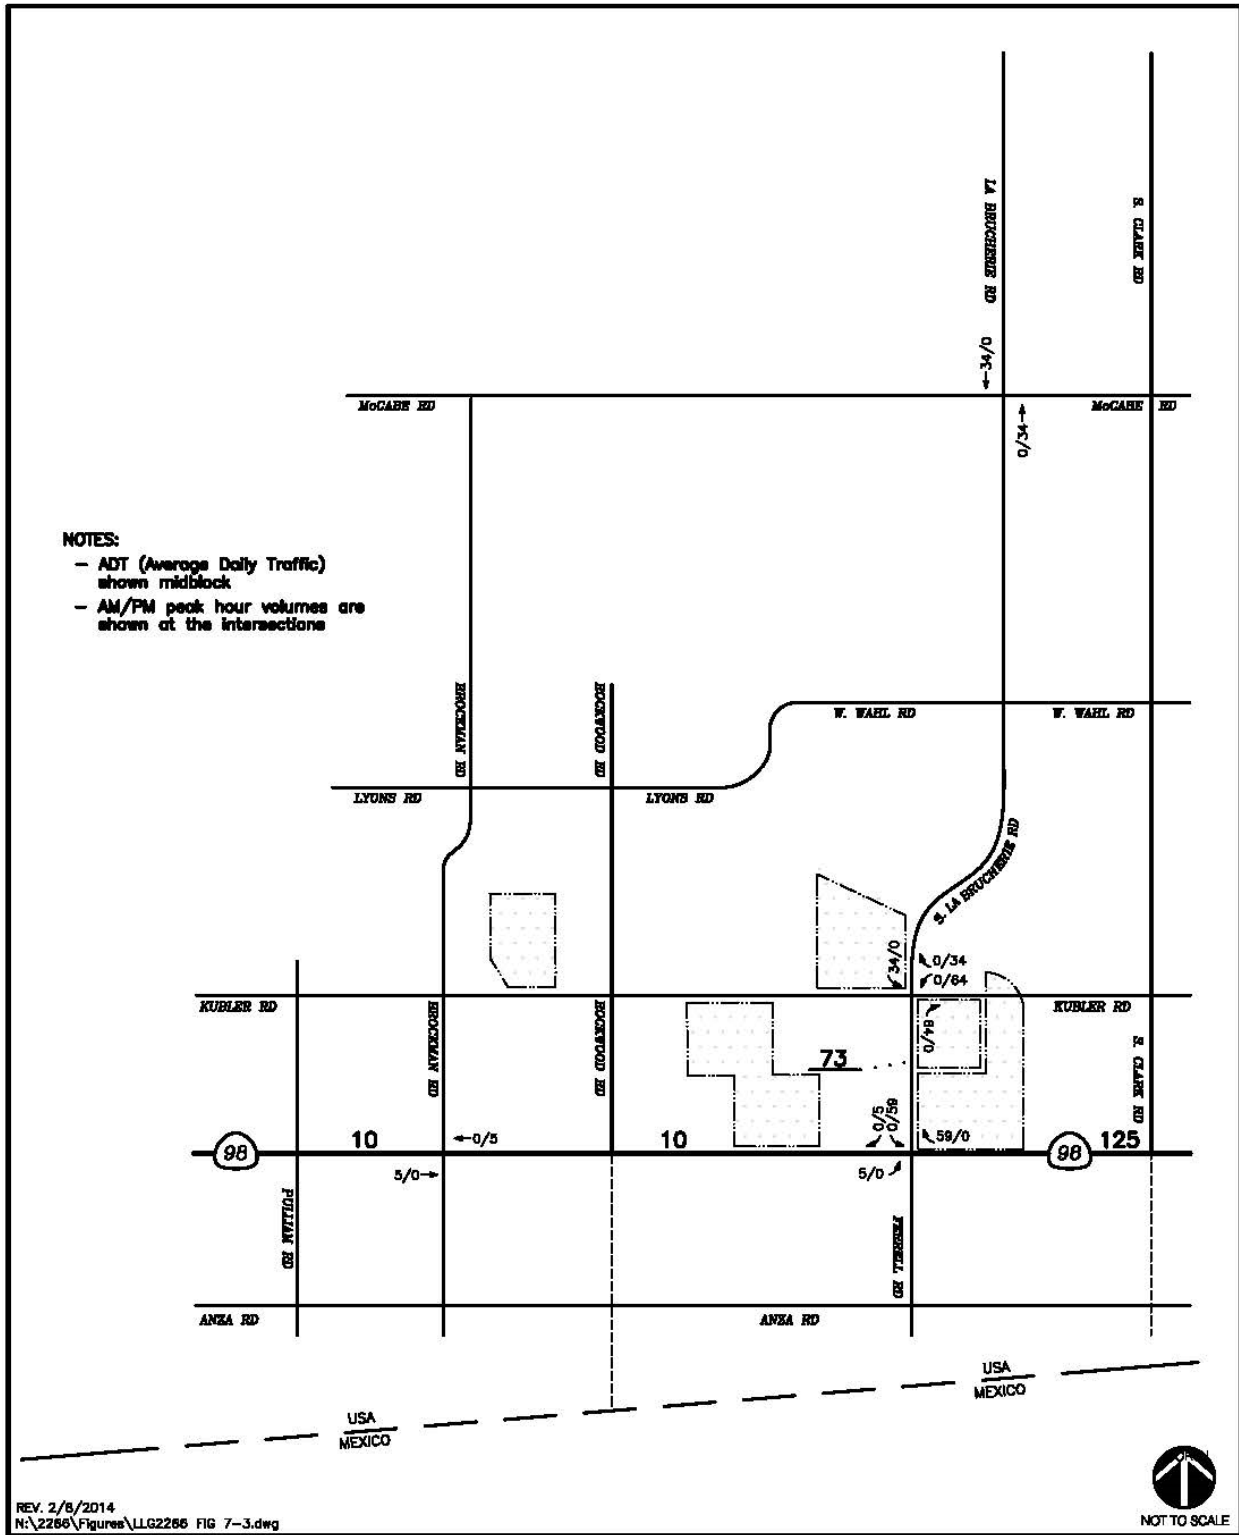 LA BRUCHERIE RD
S. CLARK RD
34/0
McCABE RD
McCABE RD
0/34
NOTES:
– ADT (Average Daily Traffic)
shown midblock
– AM/PM peak hour volumes are
shown at the intersections
BROCKMAN RD
ROCKWOOD RD
W. WAHL RD
W. WAHL RD
LYONS RD
LYONS RD
S. LA BRUCHERIE RD
34/0
0/34
0/64
KUBLER RD
BROCKMAN RD
ROCKWOOD RD
KUBLER RD
64/0
73
S. CLARK RD
0/5
0/59
98
10
0/5
10
59/0
98
125
5/0
5/0
PULLIAM RD
FERRELL RD
ANZA RD
ANZA RD
USA
MEXICO
USA
MEXICO
REV. 2/6/2014
N:\2266\Figures\LLG2266 FIG 7-3.dwg
NOT TO SCALE